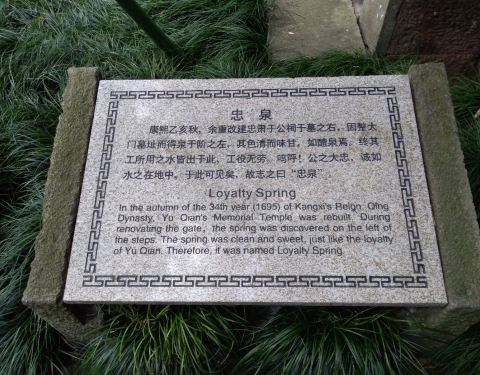 忠泉
康熙乙亥秋，余重改建忠肃于公祠于墓之右，因整大
门墓址而得泉于阶之左，其色清而味甘，如醴泉焉，终其
工所用之水皆出于此，工役无劳，呜呼！公之大忠，诚如
水之在地中。于此可见矣，故志之曰“忠泉”
Loyalty Spring
In the autumn of the 34th year (1695) of Kangxi's Reign, Qing
Dynasty, Yu Qian's Memorial Temple was rebuilt. During
renovating the gate, the spring was discovered on the left of
the steps. The spring was clean and sweet, just like the loyalty
of Yu Qian. Therefore, it was named Loyalty Spring.